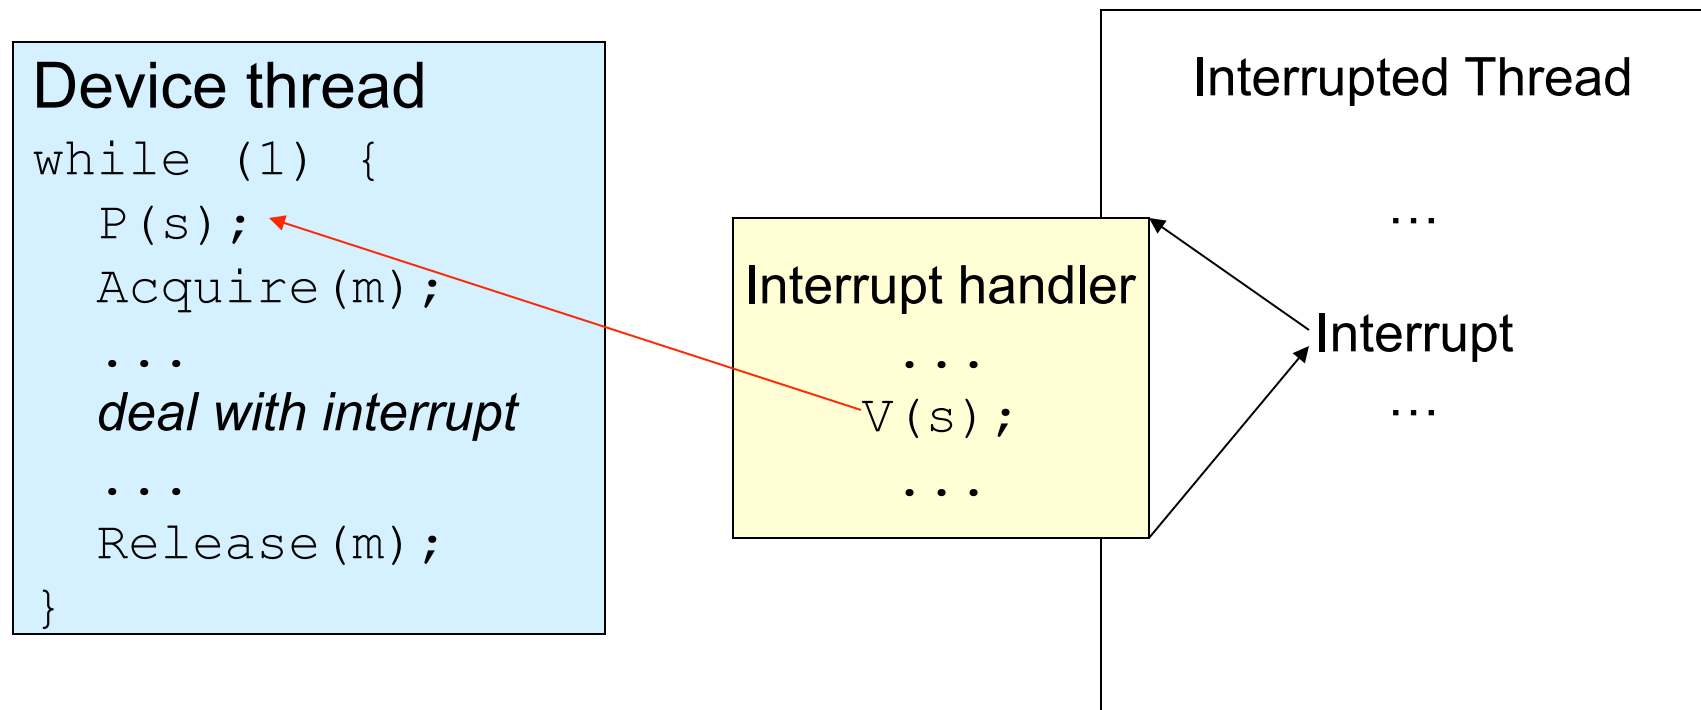 Device thread
while (1) {
P(s);
Acquire(m);
...
deal with interrupt
...
Release(m);
}
Interrupt handler
...
V(s);
...
Interrupted Thread
...
Interrupt
...